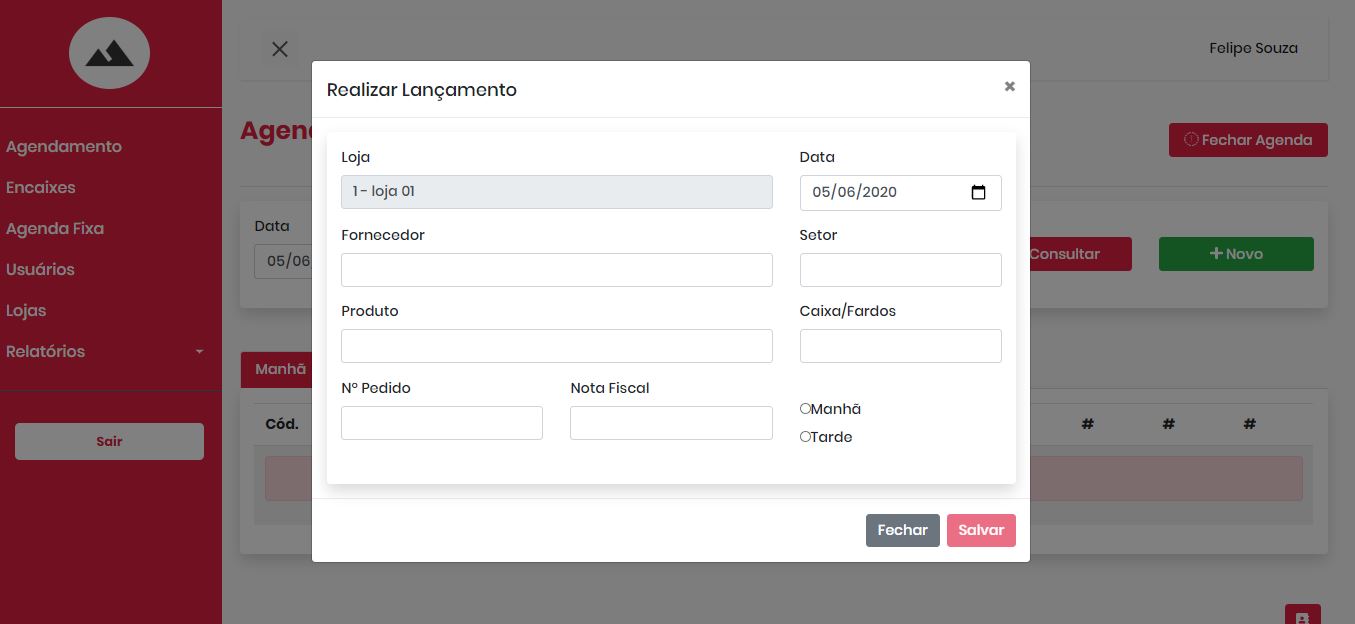 Felipe Souza
Realizar Lançamento
Agendamento
Encaixes
Agenda Fixa
Usuários
Lojas
Relatórios
Sair
Fechar Agenda
Data
05/06
Consultar
Novo
Manhã
Cód.
# # #
Loja
1 - loja 01
Data
05/06/2020
Fornecedor
Setor
Produto
Caixa/Fardos
Nº Pedido
Nota Fiscal
Manhã
Tarde
Fechar
Salvar